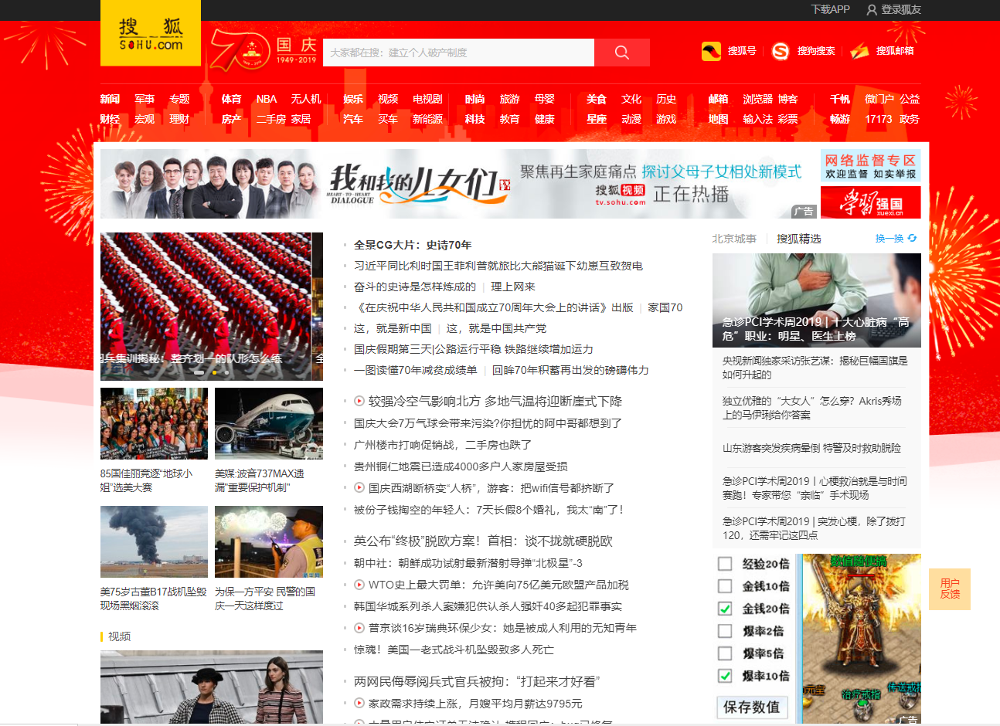 下载APP 登录狐友
搜 狐
SOHU.com
70 国 庆
1949-2019
大家都在搜：建立个人破产制度
搜狐号 搜狗搜索 搜狐邮箱
新闻 军事 专题 体育 NBA 无人机 娱乐 视频 电视剧 时尚 旅游 母婴 美食 文化 历史 邮箱 浏览器 博客 千帆 微门户 公益
财经 宏观 理财 房产 二手房 家居 汽车 买车 新能源 科技 教育 健康 星座 动漫 游戏 地图 输入法 彩票 畅游 17173 政务
我和我的儿女们
HEART·TO·HEART
DIALOGUE
聚焦再生家庭痛点 探讨父母子女相处新模式
搜狐视频 正在热播
tv.sohu.com
广告
网络监督专区
欢迎监督 如实举报
学习强国
xuexi.cn
全景CG大片：史诗70年
习近平同比利时国王菲利普就旅比大熊猫诞下幼崽互致贺电
奋斗的史诗是怎样炼成的 | 理上网来
《在庆祝中华人民共和国成立70周年大会上的讲话》出版 | 家国70
这，就是新中国 | 这，就是中国共产党
国庆假期第三天|公路运行平稳 铁路继续增加运力
一图读懂70年减贫成绩单 | 回眸70年积蓄再出发的磅礴伟力
较强冷空气影响北方 多地气温将迎断崖式下降
国庆大会7万气球会带来污染?你担忧的阿中哥都想到了
广州楼市打响促销战，二手房也跌了
贵州铜仁地震已造成4000多户人家房屋受损
国庆西湖断桥变“人桥”，游客：把wifi信号都挤断了
被份子钱掏空的年轻人：7天长假8个婚礼，我太“南”了！
英公布“终极”脱欧方案！首相：谈不拢就硬脱欧
朝中社：朝鲜成功试射最新潜射导弹“北极星”-3
WTO史上最大罚单：允许美向75亿美元欧盟产品加税
韩国华城系列杀人案嫌犯供认杀人强奸40多起犯罪事实
普京谈16岁瑞典环保少女：她是被成人利用的无知青年
惊魂！美国一老式战斗机坠毁致多人死亡
两网民侮辱阅兵式官兵被拘：“打起来才好看”
家政需求持续上涨，月嫂平均月薪达9795元
兵集训揭秘：整齐划一的队形怎么练
85国佳丽竞逐“地球小
姐”选美大赛
美媒:波音737MAX遗
漏"重要保护机制"
美75岁古董B17战机坠毁
现场黑烟滚滚
为保一方平安 民警的国
庆一天这样度过
视频
北京城事 搜狐精选 换一换
急诊PCI学术周2019 | 十大心脏病“高
危”职业：明星、医生上榜
央视新闻独家采访张艺谋：揭秘巨幅国旗是
如何升起的
独立优雅的“大女人”怎么穿？Akris秀场
上的马伊琍给你答案
山东游客突发疾病晕倒 特警及时救助脱险
急诊PCI学术周2019丨心梗救治就是与时间
赛跑！专家带您“亲临”手术现场
急诊PCI学术周2019 | 突发心梗，除了拨打
120，还需牢记这四点
经验20倍
金钱10倍
金钱20倍
爆率2倍
爆率5倍
爆率10倍
保存数值
数值随便搞
元宝
治疗戒指
传送戒指
广告
用户
反馈